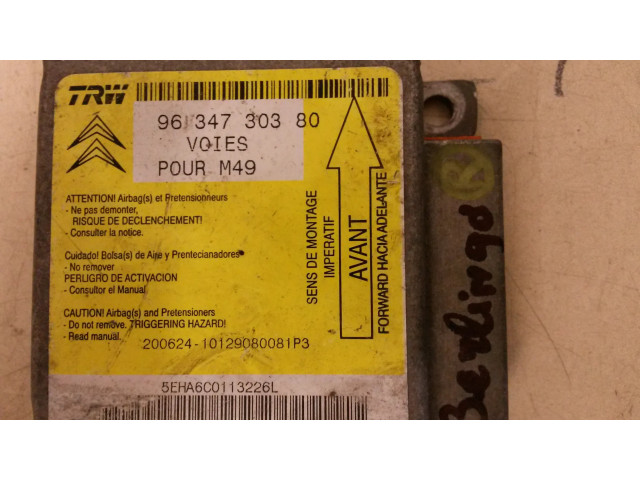 TRW
96 347 303 80
VOIES
POUR M49
ATTENTION! Airbag(s) et Pretensionneurs
- Ne pas demonter,
RISQUE DE DECLENCHEMENT!
- Consulter la notice.
Cuidado! Bolsa(s) de Aire y Prentecianadores
- No remover
PERLIGRO DE ACTIVACION
- Consultor el Manual
CAUTION! Airbag(s) and Pretensioners
- Do not remove. TRIGGERING HAZARD!
- Read manual.
200624-10129080081P3
5EHA6C0113226L
SENS DE MONTAGE
IMPERATIF
AVANT
FORWARD HACIA ADELANTE
R
Berlingo